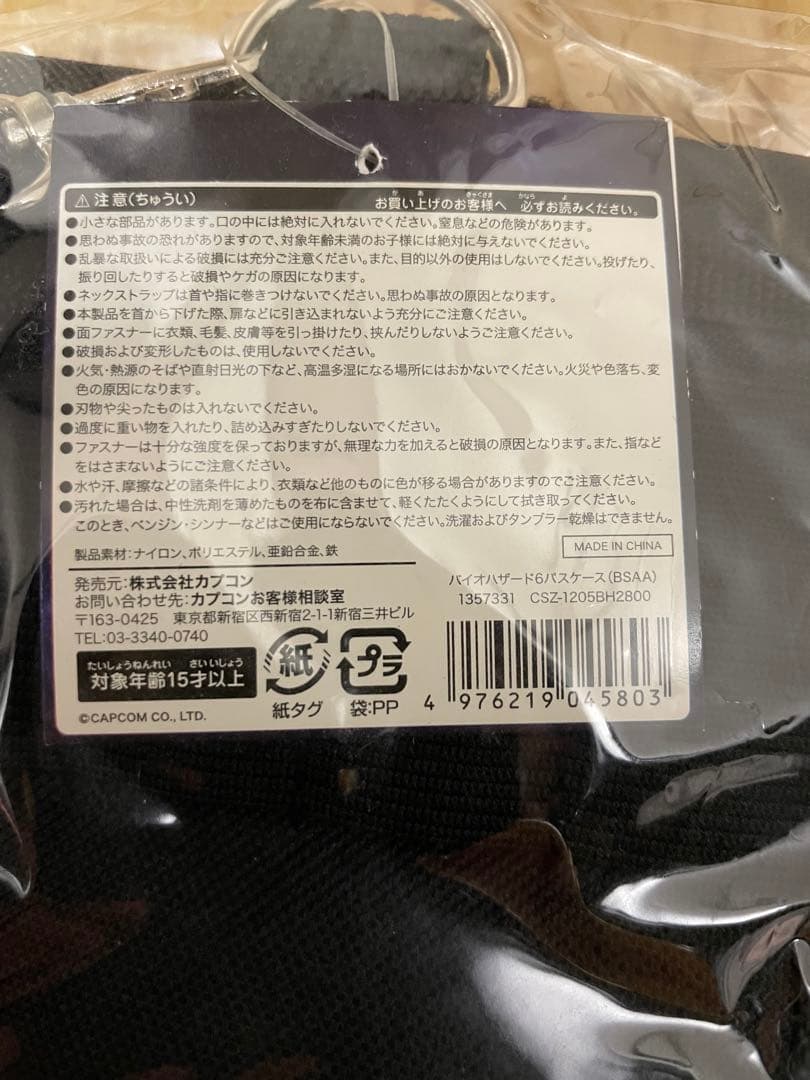 ⚠注意(ちゅうい) お買い上げのお客様へ 必ずお読みください。
●小さな部品があります。口の中には絶対に入れないでください。窒息などの危険があります。
●思わぬ事故の恐れがありますので、対象年齢未満のお子様には絶対に与えないでください。
●乱暴な取扱いによる破損には充分ご注意ください。また、目的以外の使用はしないでください。投げたり、
振り回したりすると破損やケガの原因になります。
●ネックストラップは首や指に巻きつけないでください。思わぬ事故の原因となります。
●本製品を首から下げた際、扉などに引き込まれないよう充分にご注意ください。
●面ファスナーに衣類、毛髪、皮膚等を引っ掛けたり、挟んだりしないようご注意ください。
●破損および変形したものは、使用しないでください。
●火気・熱源のそばや直射日光の下など、高温多湿になる場所にはおかないでください。火災や色落ち、変
色の原因になります。
●刃物や尖ったものは入れないでください。
●過度に重い物を入れたり、詰め込みすぎたりしないでください。
●ファスナーは十分な強度を保っておりますが、無理な力を加えると破損の原因となります。また、指など
をはさまないようにご注意ください。
●水や汗、摩擦などの諸条件により、衣類など他のものに色が移る場合がありますのでご注意ください。
●汚れた場合は、中性洗剤を薄めたものを布に含ませて、軽くたたくようにして拭き取ってください。
このとき、ベンジン・シンナーなどはご使用にならないでください。洗濯およびタンブラー乾燥はできません。
製品素材:ナイロン、ポリエステル、亜鉛合金、鉄
MADE IN CHINA
発売元:株式会社カプコン
お問い合わせ先:カプコンお客様相談室
〒163-0425 東京都新宿区西新宿2-1-1新宿三井ビル
TEL:03-3340-0740
バイオハザード6パスケース(BSAA)
1357331 CSZ-1205BH2800
たいしょうねんれい さいいじょう
対象年齢15才以上
紙
プラ
紙タグ 袋:PP
4 976219 045803
©CAPCOM CO., LTD.